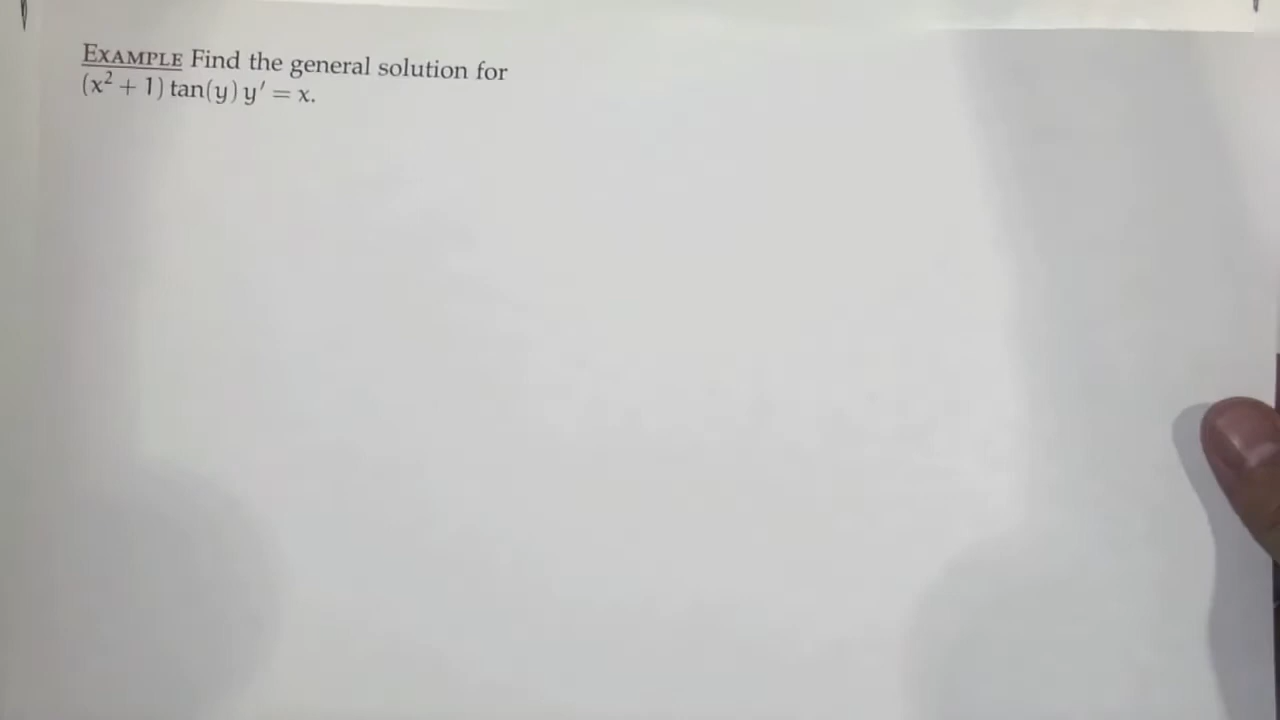 EXAMPLE Find the general solution for
(x² + 1) tan(y) y′ = x.